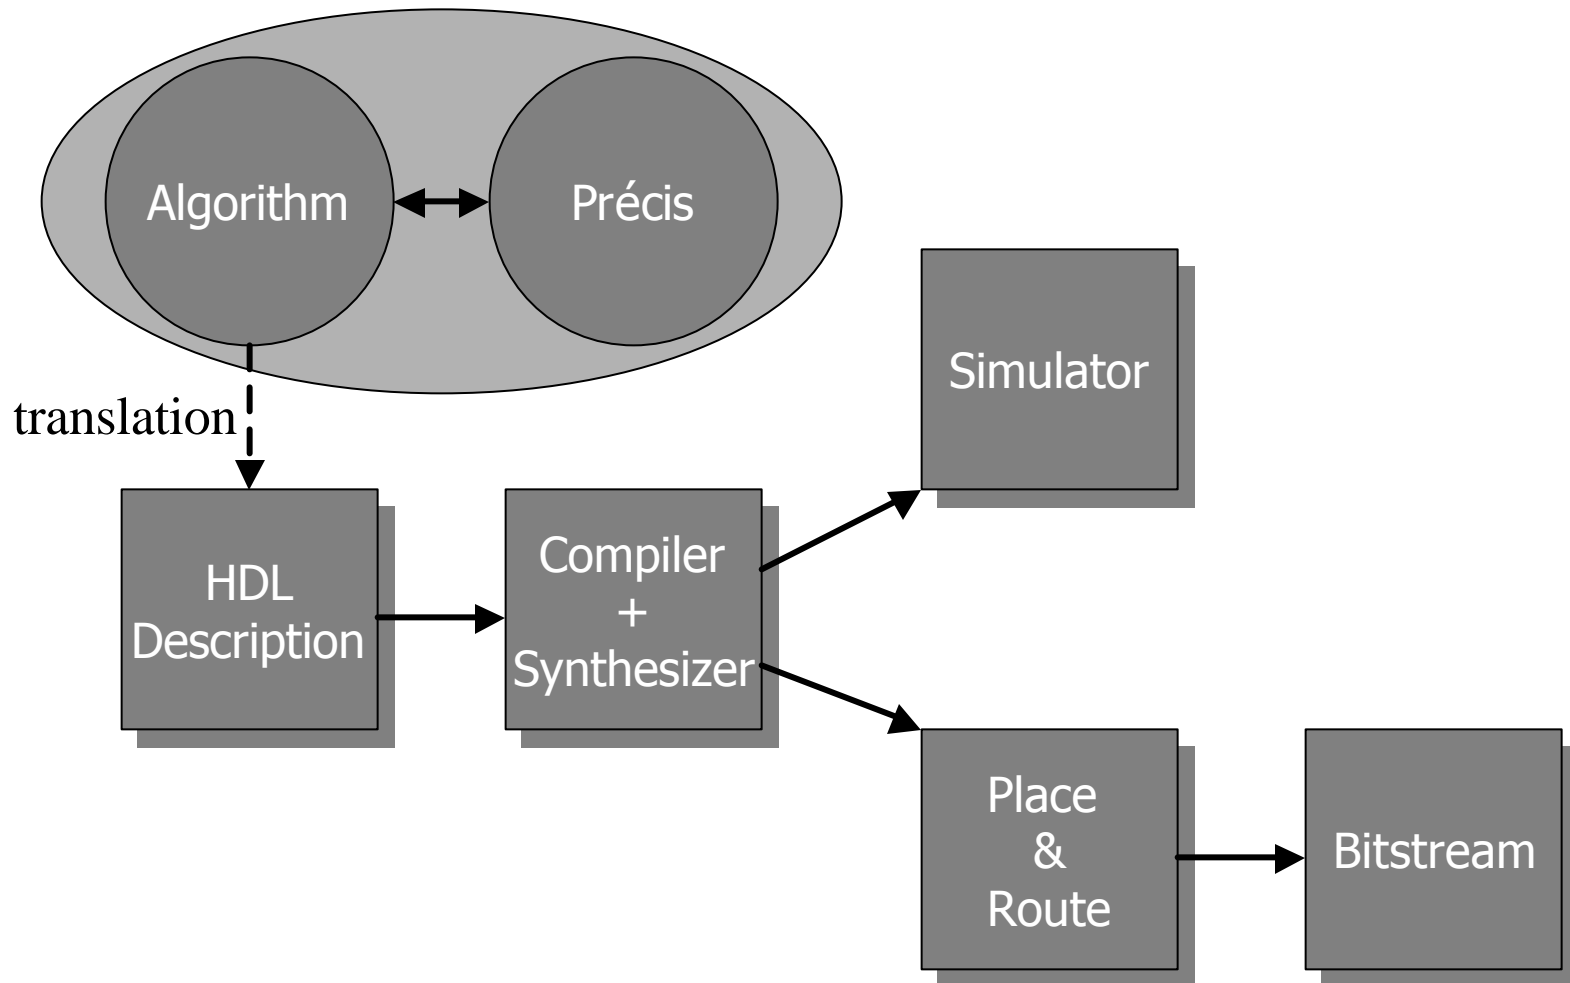 Algorithm
Précis
Simulator
translation
HDL
Description
Compiler
+
Synthesizer
Place
&
Route
Bitstream